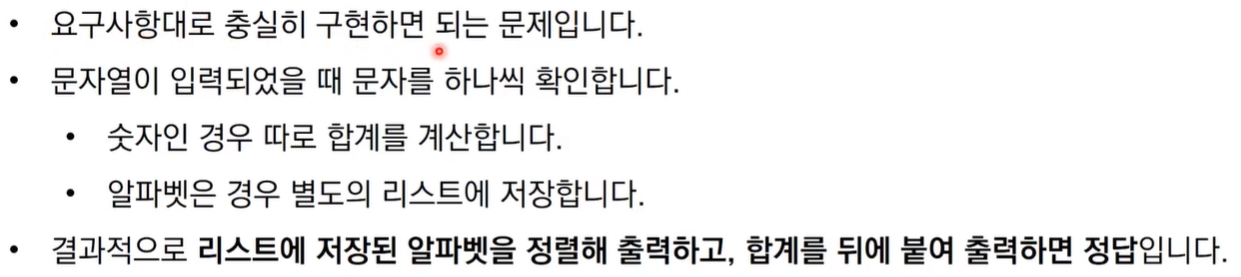 • 요구사항대로 충실히 구현하면 되는 문제입니다.
• 문자열이 입력되었을 때 문자를 하나씩 확인합니다.
• 숫자인 경우 따로 합계를 계산합니다.
• 알파벳은 경우 별도의 리스트에 저장합니다.
• 결과적으로 리스트에 저장된 알파벳을 정렬해 출력하고, 합계를 뒤에 붙여 출력하면 정답입니다.